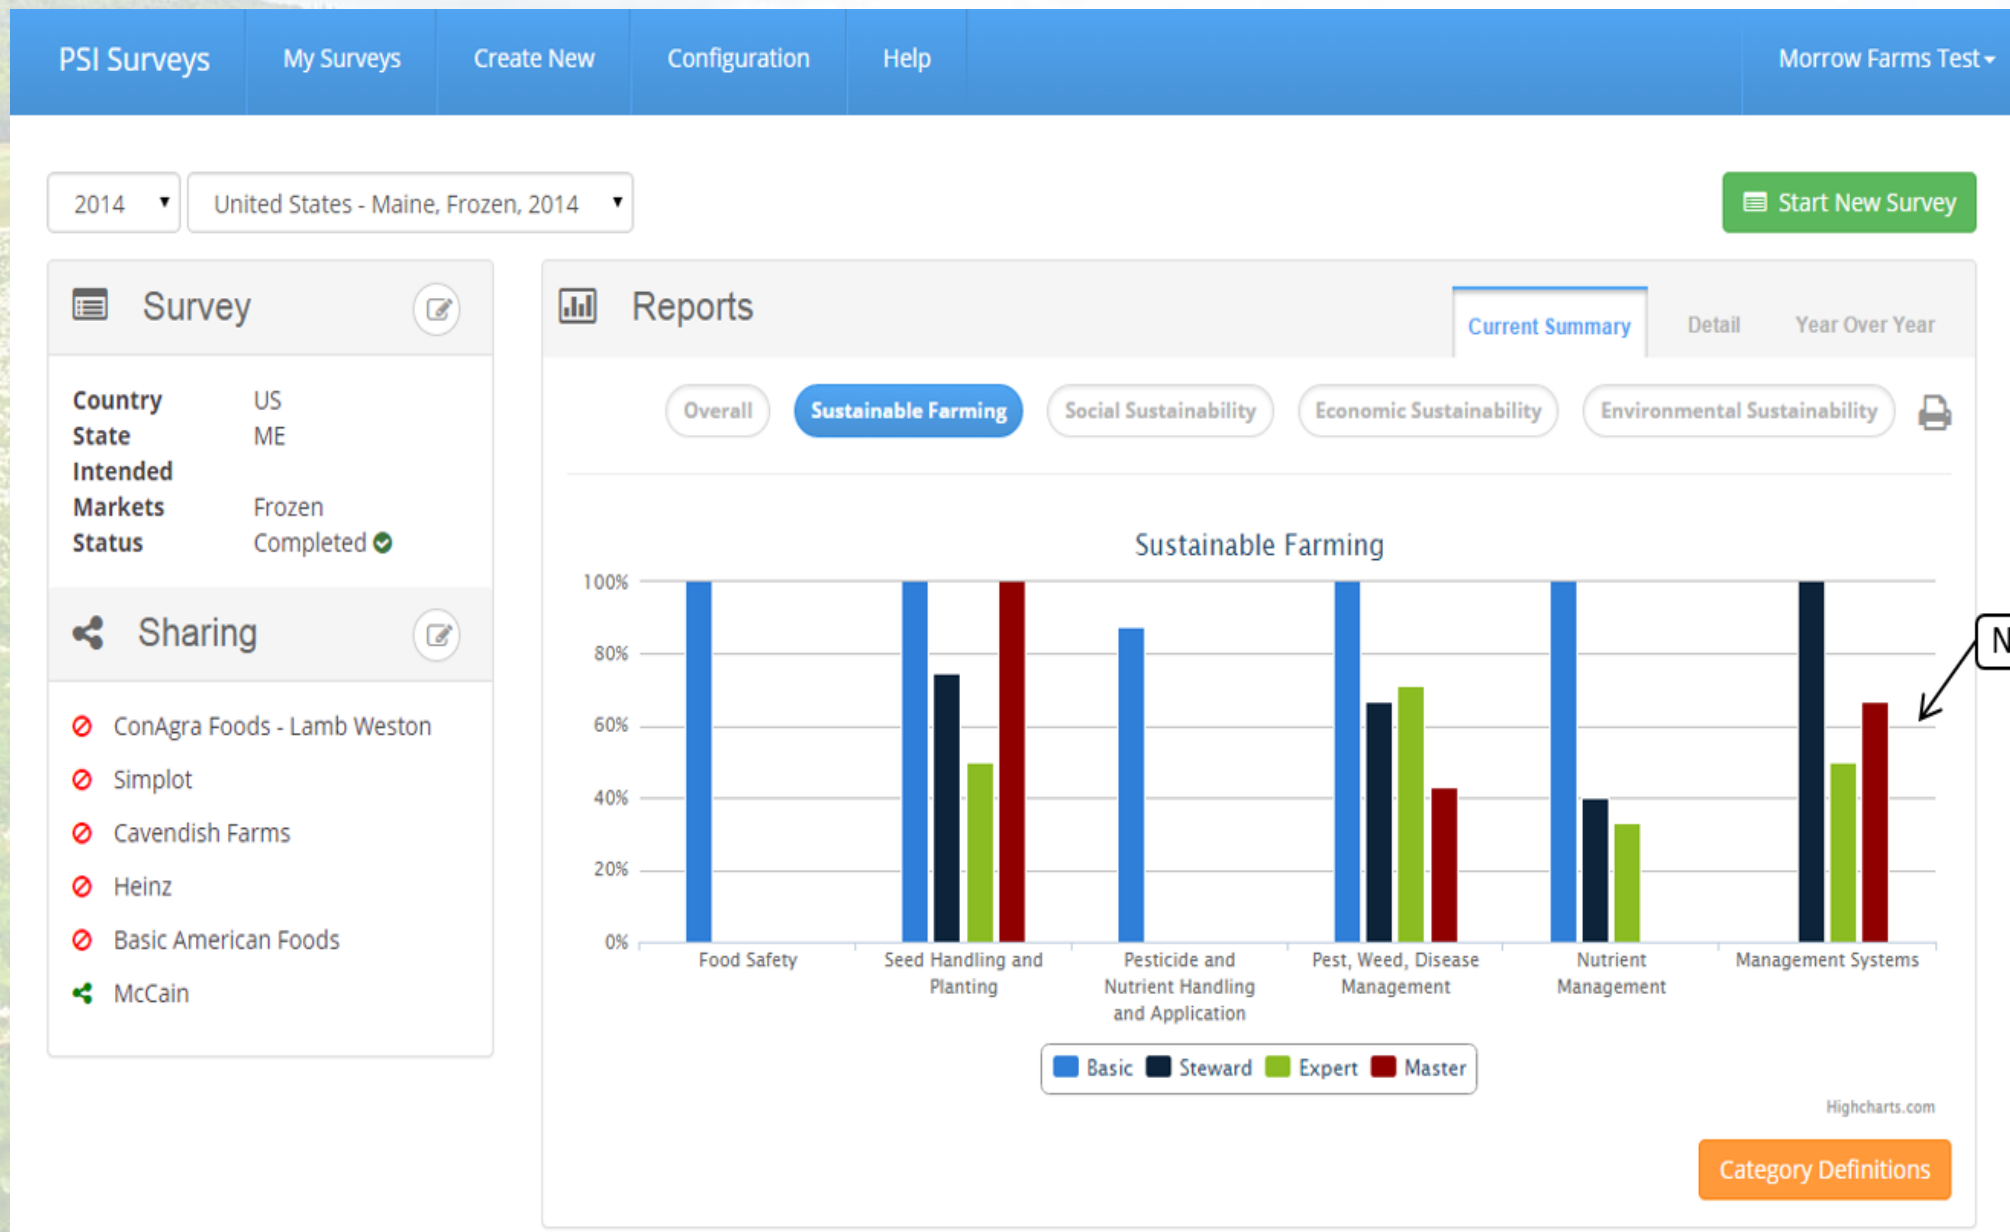 PSI Surveys My Surveys Create New Configuration Help Morrow Farms Test
2014 United States - Maine, Frozen, 2014 Start New Survey
Survey
Country US
State ME
Intended
Markets Frozen
Status Completed
Sharing
ConAgra Foods - Lamb Weston
Simplot
Cavendish Farms
Heinz
Basic American Foods
McCain
Reports Current Summary Detail Year Over Year
Overall Sustainable Farming Social Sustainability Economic Sustainability Environmental Sustainability
Sustainable Farming
100%
80%
60%
40%
20%
0%
Food Safety
Seed Handling and
Planting
Pesticide and
Nutrient Handling
and Application
Pest, Weed, Disease
Management
Nutrient
Management
Management Systems
N
Basic Steward Expert Master
Highcharts.com
Category Definitions